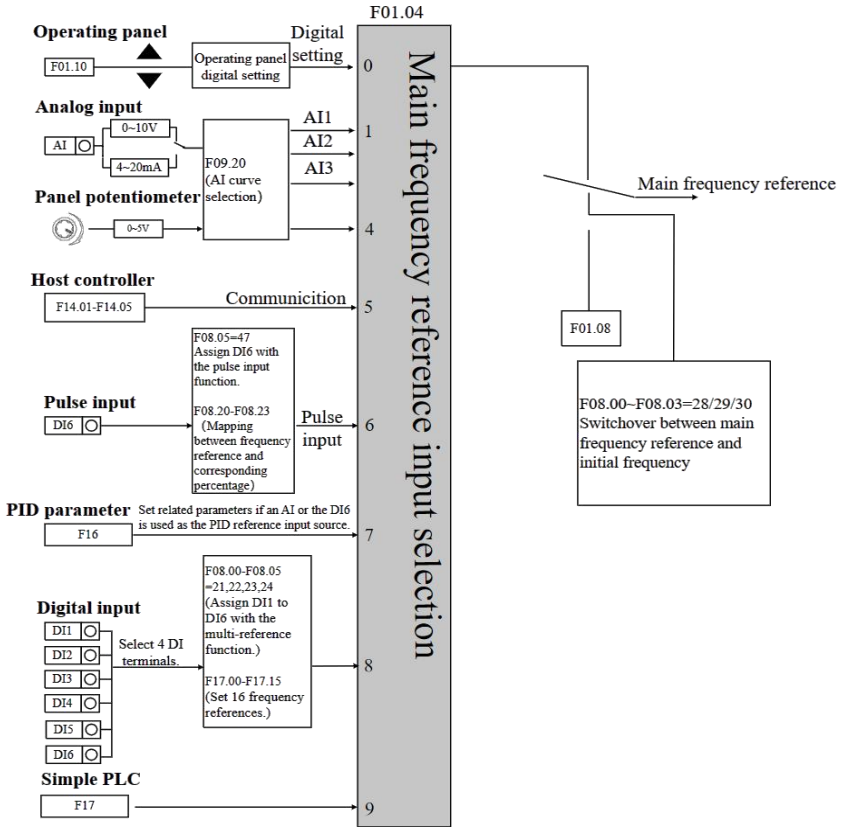 F01.04
Operating panel
F01.10
Operating panel
digital setting
Digital
setting
0
Analog input
AI
0~10V
4~20mA
F09.20
(AI curve
selection)
AI1
AI2
AI3
1
Panel potentiometer
0~5V
4
Host controller
F14.01-F14.05
Communicition
5
Pulse input
DI6
F08.05=47
Assign DI6 with
the pulse input
function.
F08.20-F08.23
(Mapping
between frequency
reference and
corresponding
percentage)
Pulse
input
6
PID parameter
F16
Set related parameters if an AI or the DI6
is used as the PID reference input source.
7
Digital input
DI1
DI2
DI3
DI4
DI5
DI6
Select 4 DI
terminals.
F08.00-F08.05
=21,22,23,24
(Assign DI1 to
DI6 with the
multi-reference
function.)
F17.00-F17.15
(Set 16 frequency
references.)
8
Simple PLC
F17
9
Main frequency reference input selection
Main frequency reference
F01.08
F08.00~F08.03=28/29/30
Switchover between main
frequency reference and
initial frequency